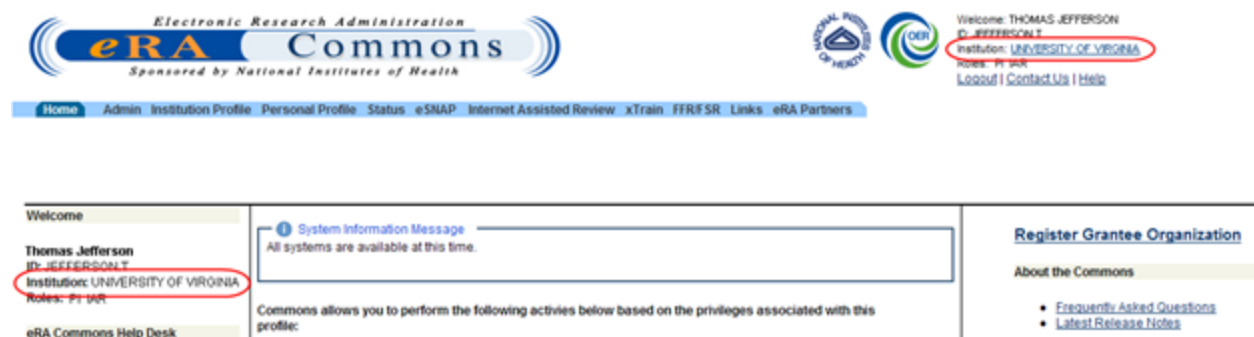 Electronic Research Administration
eRA Commons
Sponsored by National Institutes of Health
NATIONAL INSTITUTES OF HEALTH
OER
Welcome: THOMAS JEFFERSON
ID: JEFFERSON.T
Institution: UNIVERSITY OF VIRGINIA
Roles: PI IAR
Logout | Contact Us | Help
Home Admin Institution Profile Personal Profile Status eSNAP Internet Assisted Review xTrain FFR/FSR Links eRA Partners
Welcome
Thomas Jefferson
ID: JEFFERSON.T
Institution: UNIVERSITY OF VIRGINIA
Roles: PI IAR
eRA Commons Help Desk
System Information Message
All systems are available at this time.
Commons allows you to perform the following activies below based on the privileges associated with this
profile:
Register Grantee Organization
About the Commons
Frequently Asked Questions
Latest Release Notes